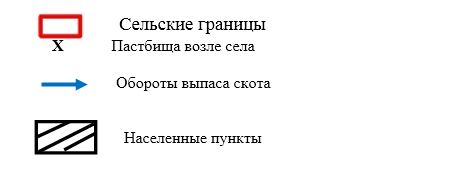 Сельские границы
X Пастбища возле села
Обороты выпаса скота
Населенные пункты